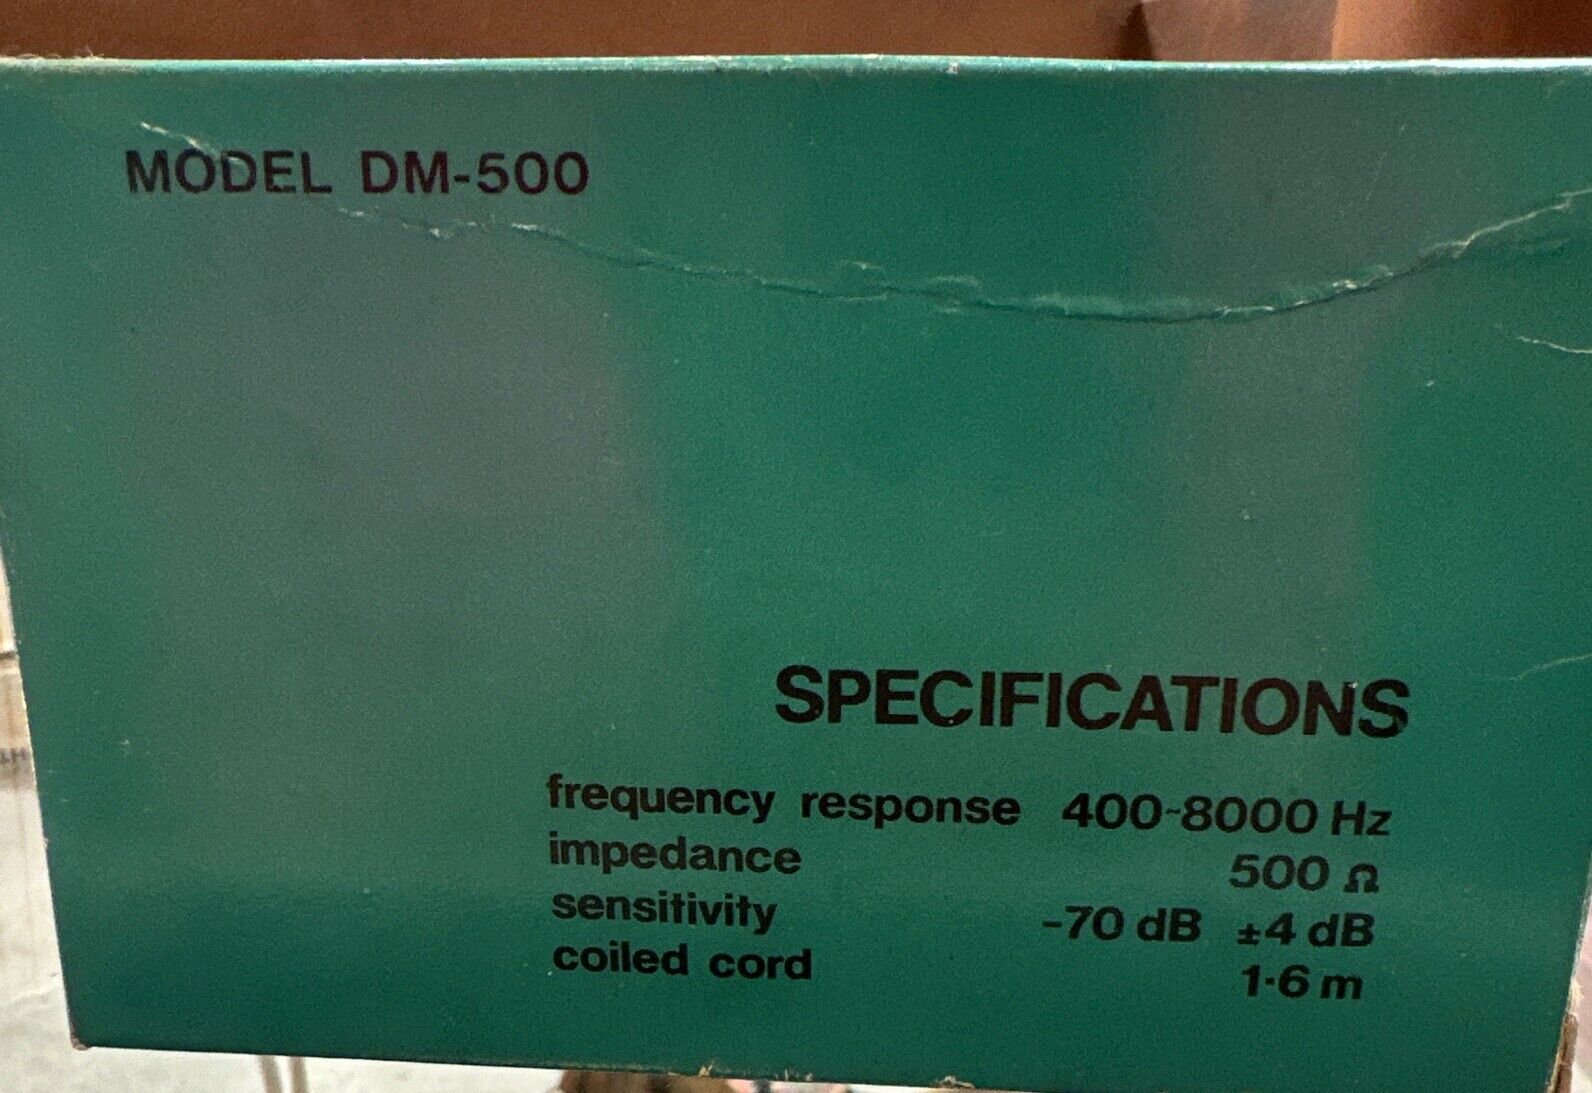 MODEL DM-500
SPECIFICATIONS
frequency response 400~8000 Hz
impedance 500 Ω
sensitivity -70 dB ±4 dB
coiled cord 1·6 m